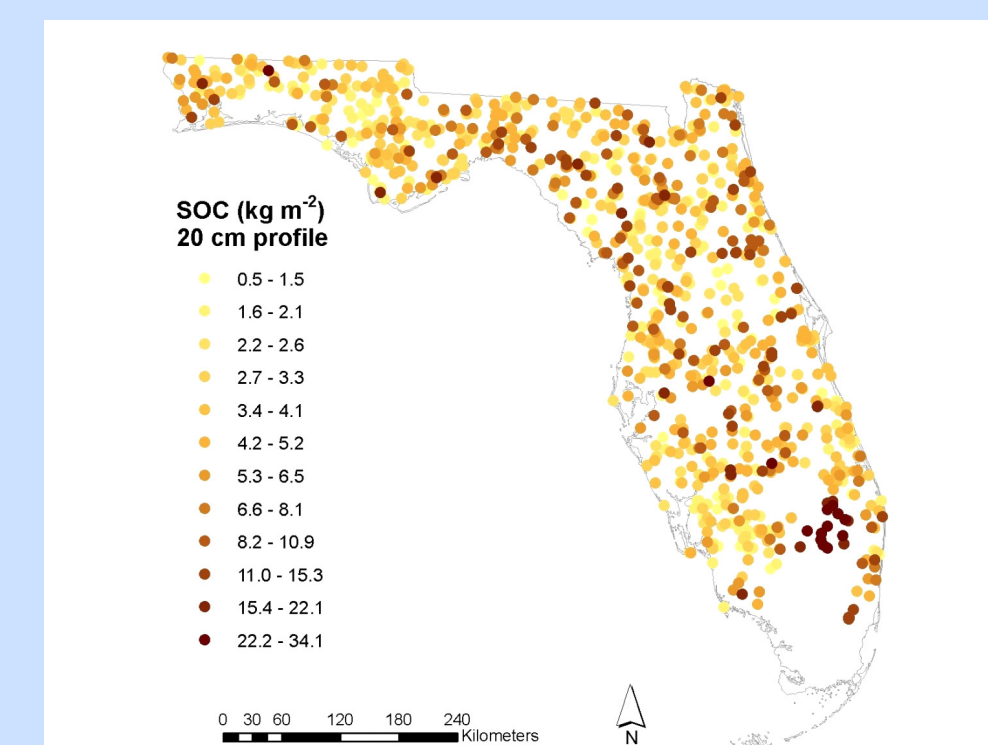 SOC (kg m⁻²)
20 cm profile
0.5 - 1.5
1.6 - 2.1
2.2 - 2.6
2.7 - 3.3
3.4 - 4.1
4.2 - 5.2
5.3 - 6.5
6.6 - 8.1
8.2 - 10.9
11.0 - 15.3
15.4 - 22.1
22.2 - 34.1
0 30 60 120 180 240
Kilometers
N